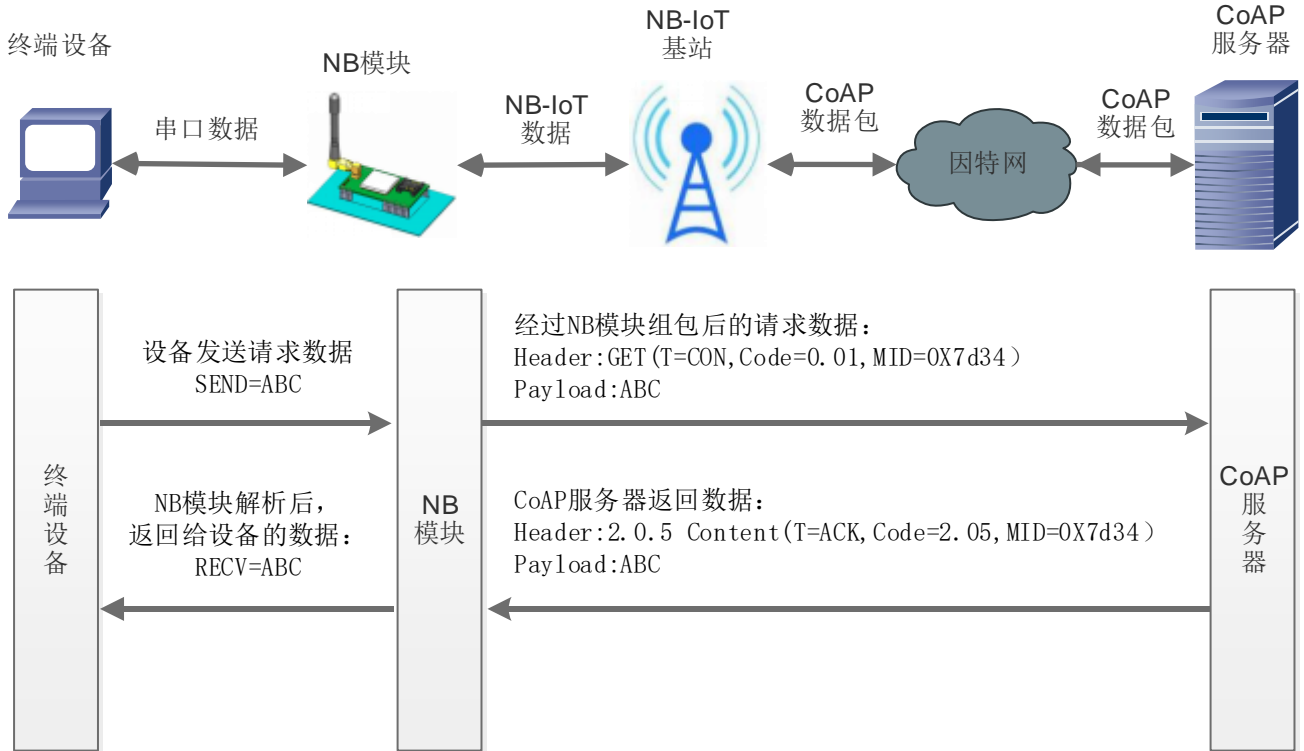 终端设备
NB模块
NB-IoT
基站
CoAP
服务器
串口数据
NB-IoT
数据
CoAP
数据包
因特网
CoAP
数据包
设备发送请求数据
SEND=ABC
经过NB模块组包后的请求数据：
Header:GET(T=CON,Code=0.01,MID=0X7d34）
Payload:ABC
终端设备
NB模块解析后，
返回给设备的数据：
RECV=ABC
NB
模块
CoAP服务器返回数据：
Header:2.0.5 Content(T=ACK,Code=2.05,MID=0X7d34）
Payload:ABC
CoAP
服务器